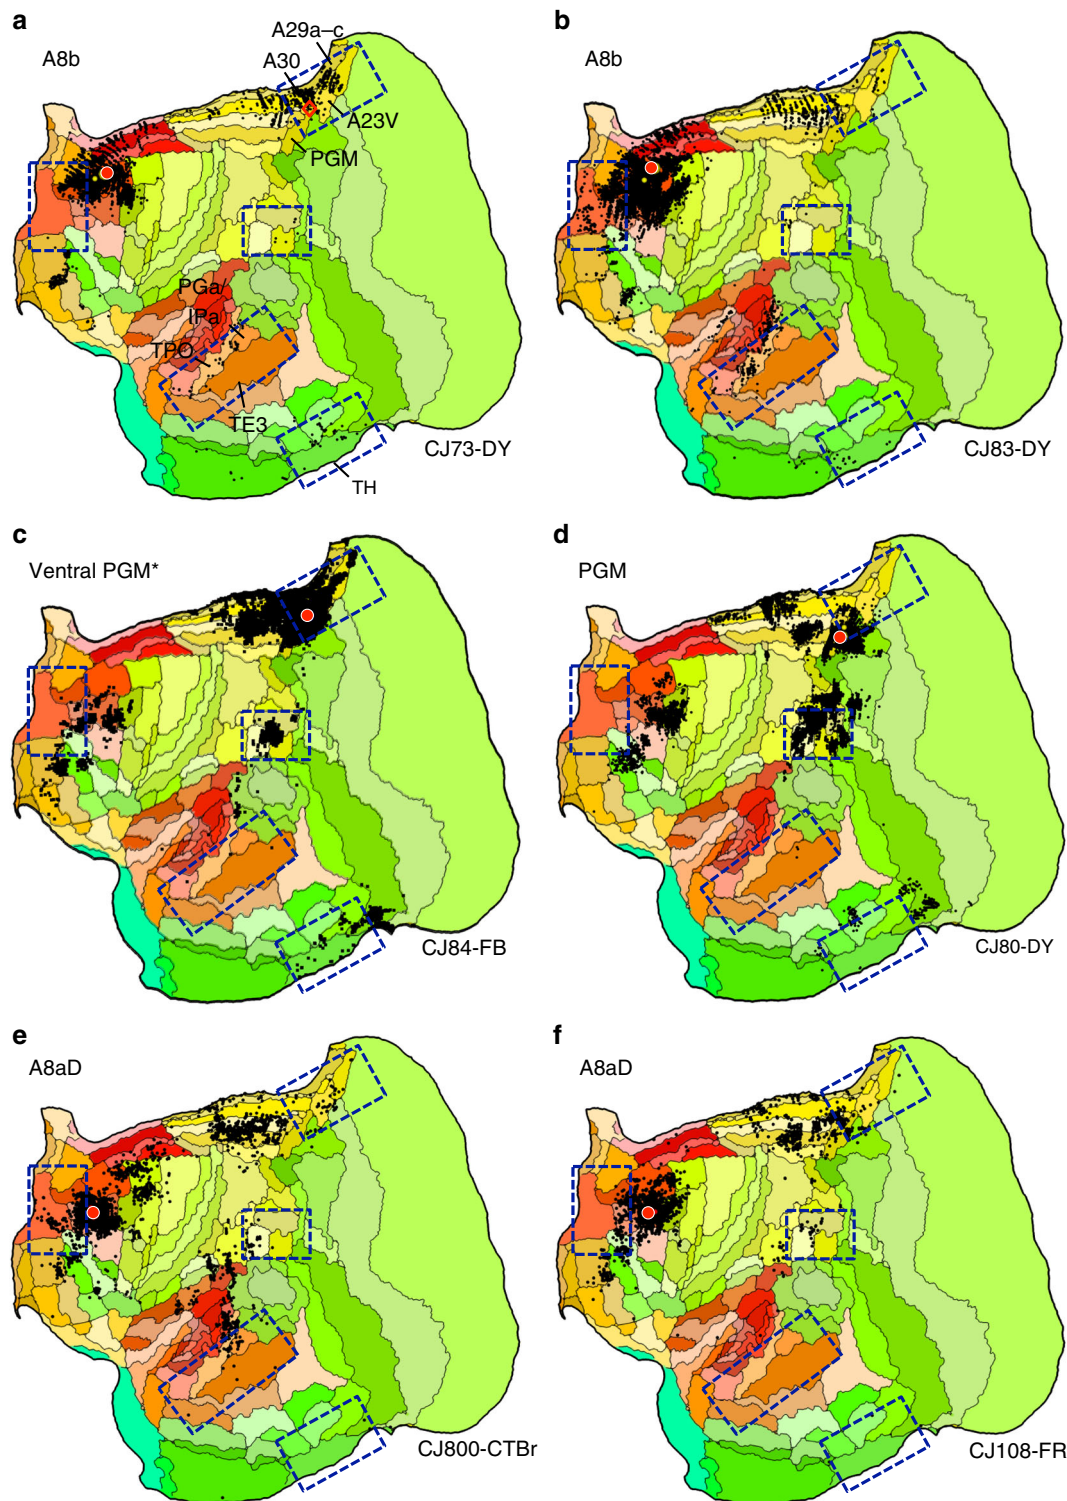 a
A8b
A29a–c
A30
A23V
PGM
PGa
IPa
TPO
TE3
TH
CJ73-DY
b
A8b
CJ83-DY
c
Ventral PGM*
CJ84-FB
d
PGM
CJ80-DY
e
A8aD
CJ800-CTBr
f
A8aD
CJ108-FR